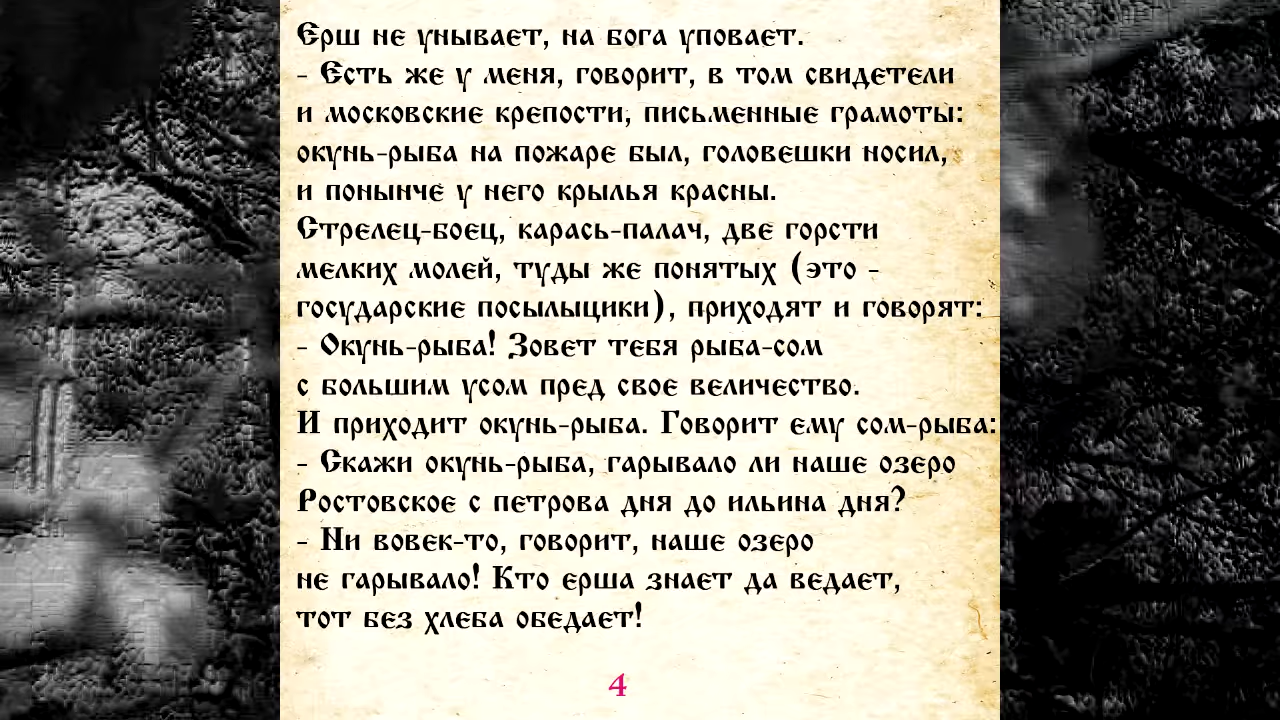 Ерш не унывает, на бога уповает.
- Есть же у меня, говорит, в том свидетели
и московские крепости, письменные грамоты:
окунь-рыба на пожаре был, головешки носил,
и понынче у него крылья красны.
Стрелец-боец, карась-палач, две горсти
мелких молей, туды же понятых (это -
государские посыльщики), приходят и говорят:
- Окунь-рыба! Зовет тебя рыба-сом
с большим усом пред свое величество.
И приходит окунь-рыба. Говорит ему сом-рыба:
- Скажи окунь-рыба, гарывало ли наше озеро
Ростовское с петрова дня до ильина дня?
- Ни вовек-то, говорит, наше озеро
не гарывало! Кто ерша знает да ведает,
тот без хлеба обедает!
4